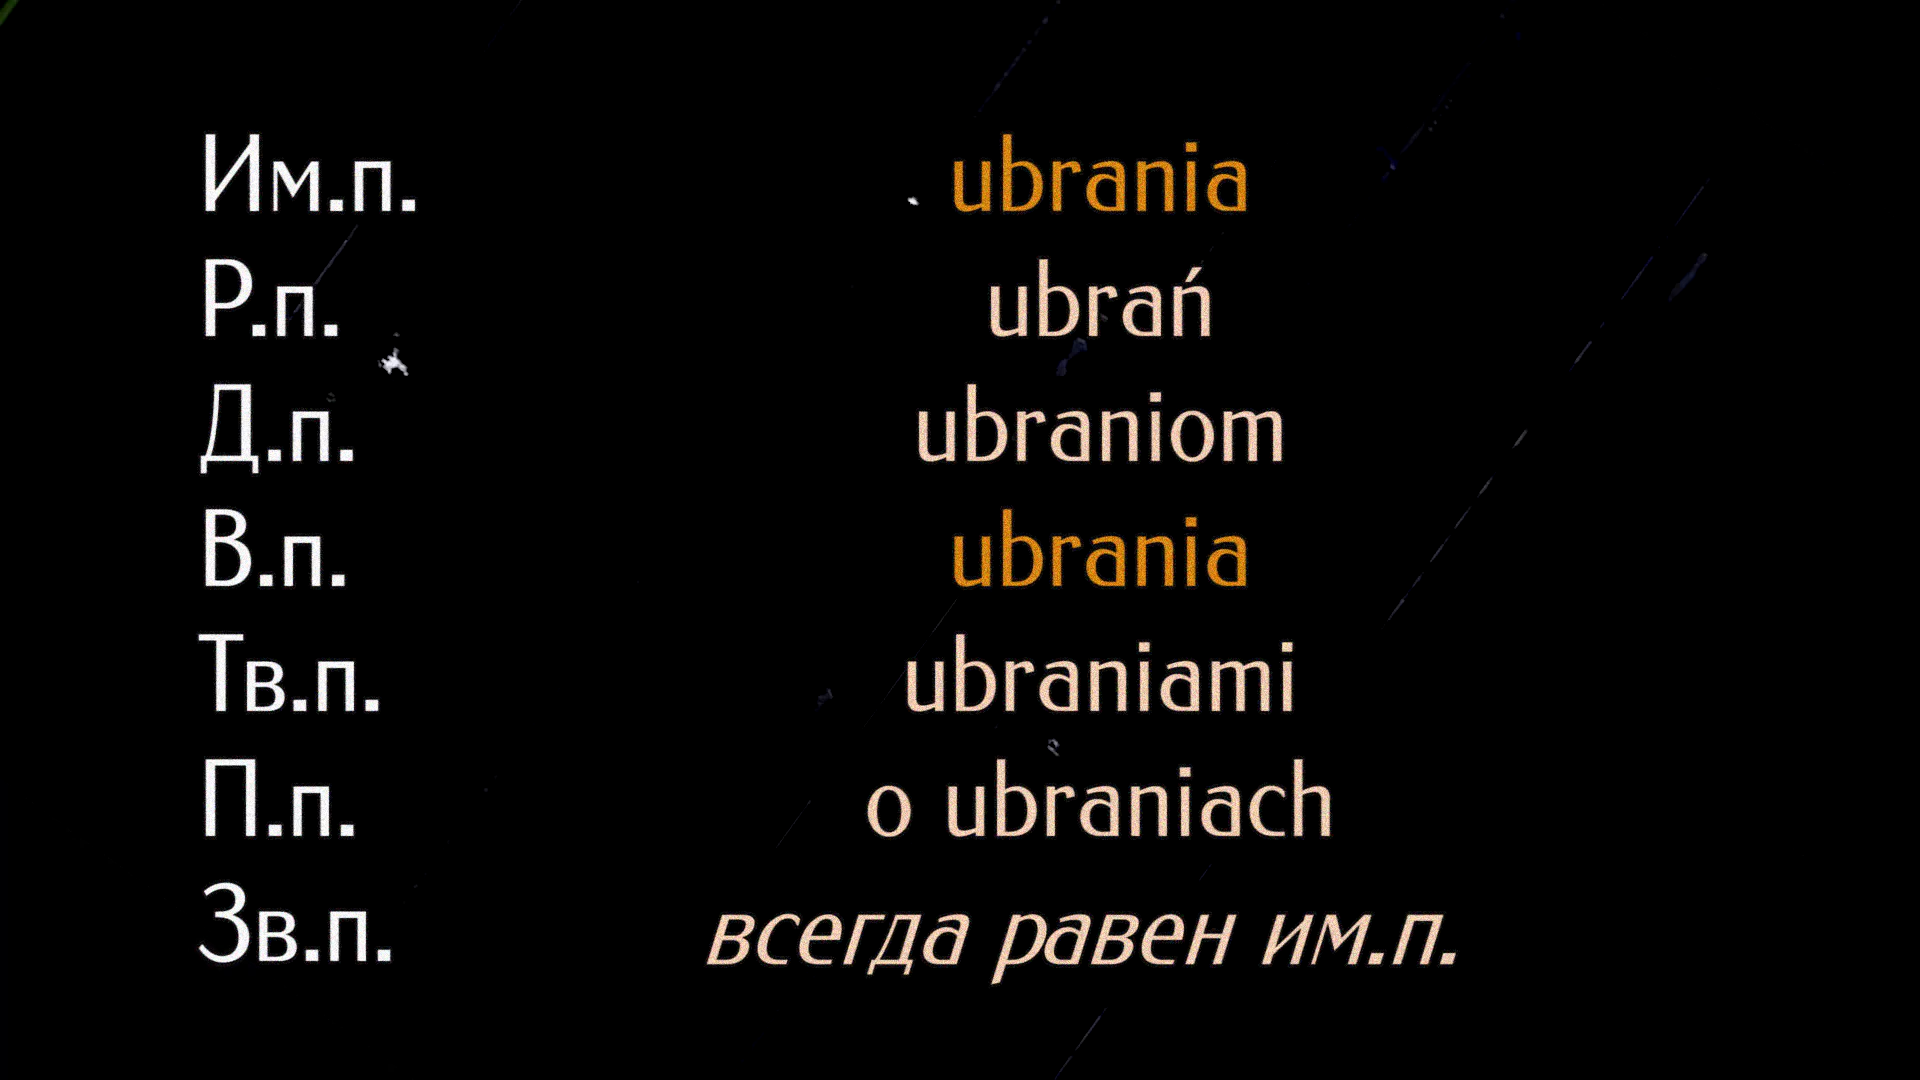 Им.п. ubrania
Р.п. ubrań
Д.п. ubraniom
В.п. ubrania
Тв.п. ubraniami
П.п. o ubraniach
Зв.п. всегда равен им.п.